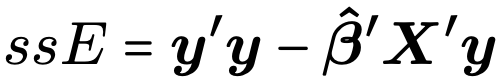 ssE = y′y − β̂′X′y